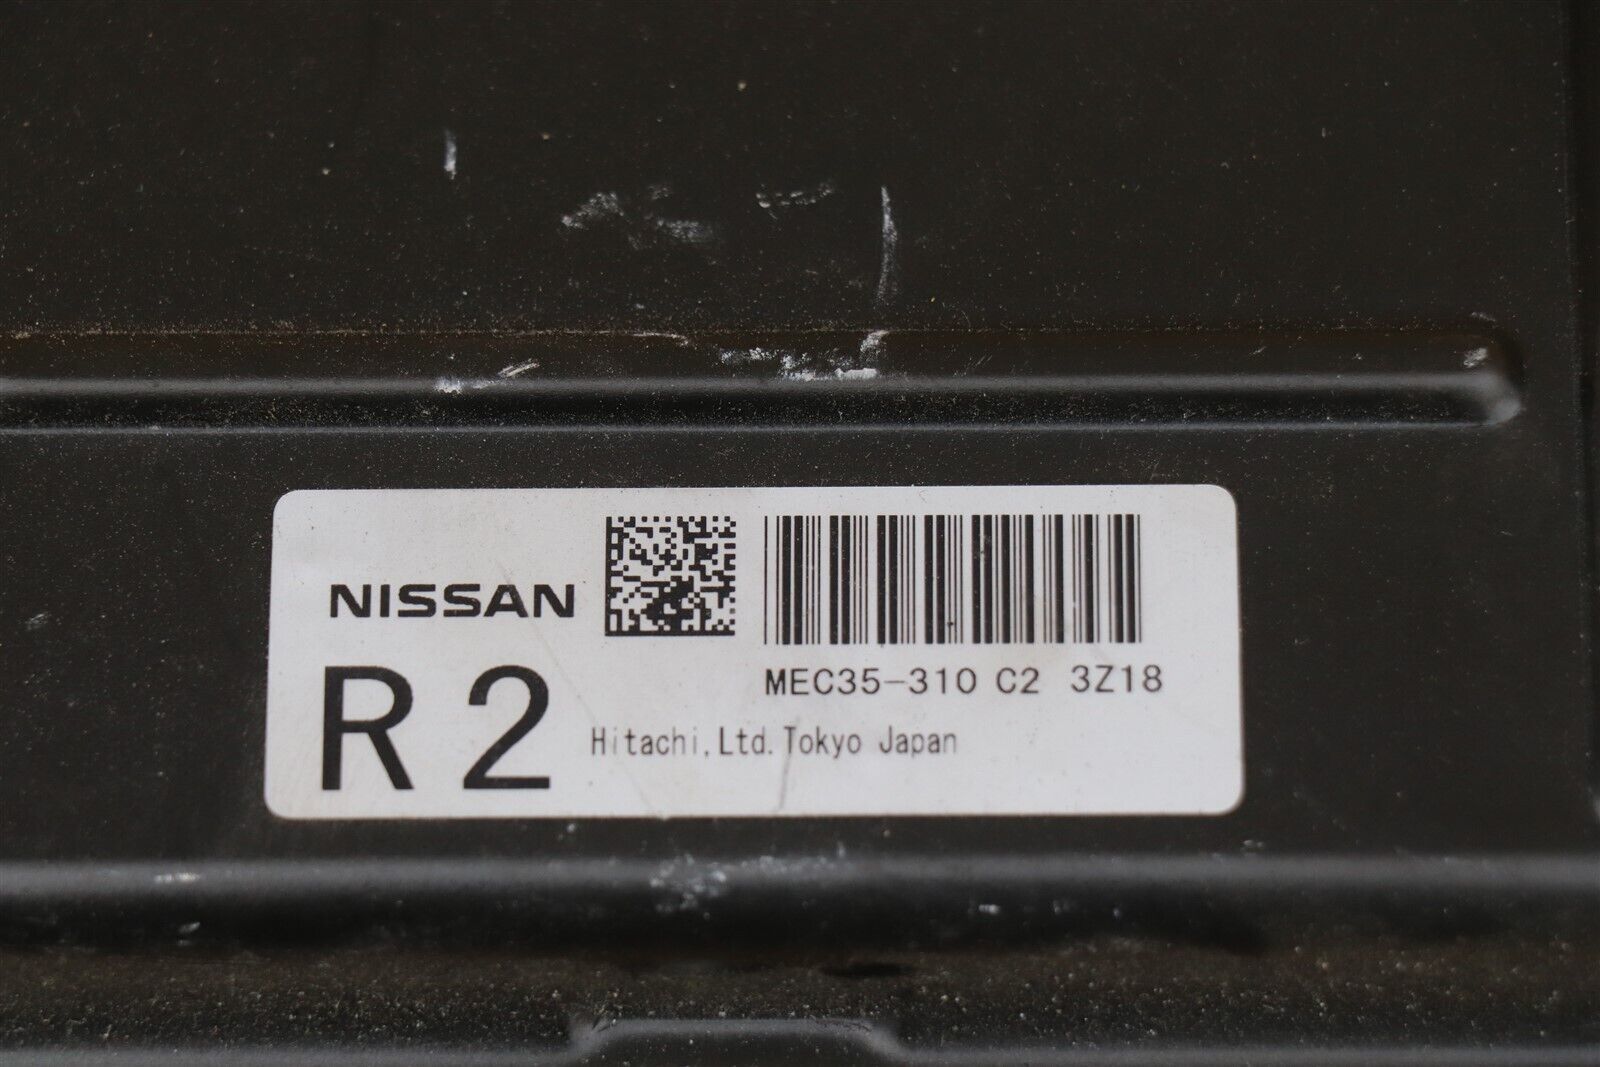 NISSAN
MEC35-310 C2 3Z18
R2
Hitachi,Ltd.Tokyo Japan